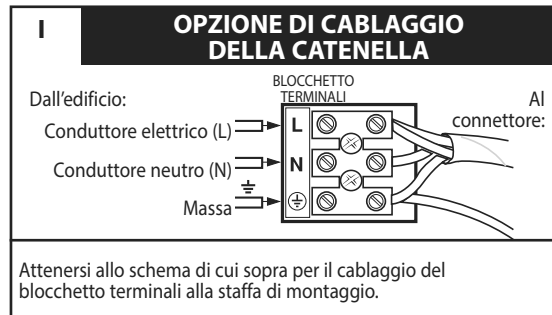 I
OPZIONE DI CABLAGGIO
DELLA CATENELLA
BLOCCHETTO
TERMINALI
Dall'edificio:
Al
connettore:
Conduttore elettrico (L)
L
Conduttore neutro (N)
N
Massa
Attenersi allo schema di cui sopra per il cablaggio del
blocchetto terminali alla staffa di montaggio.